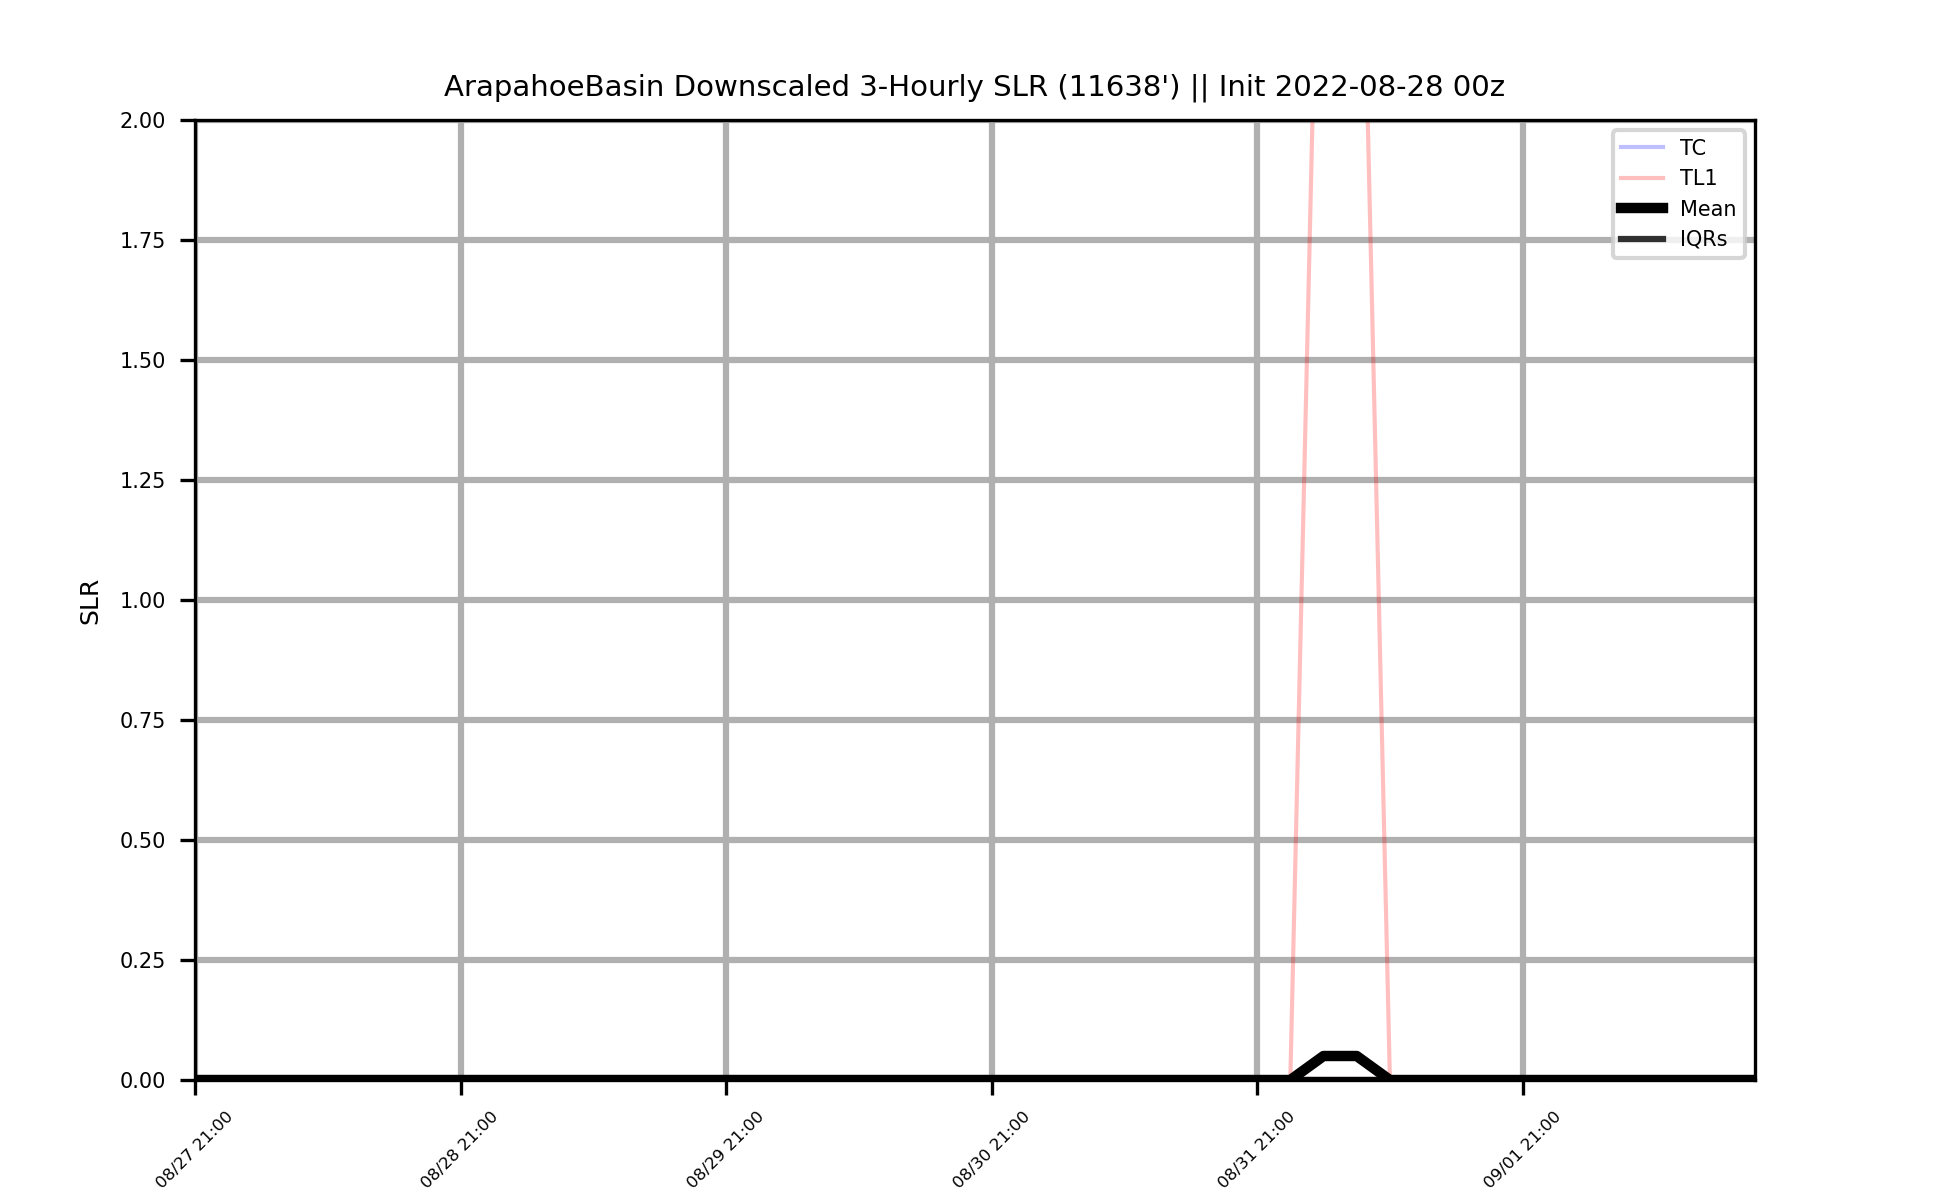 ArapahoeBasin Downscaled 3-Hourly SLR (11638') || Init 2022-08-28 00z
2.00
1.75
1.50
1.25
1.00
0.75
0.50
0.25
0.00
SLR
TC
TL1
Mean
IQRs
08/27 21:00
08/28 21:00
08/29 21:00
08/30 21:00
08/31 21:00
09/01 21:00